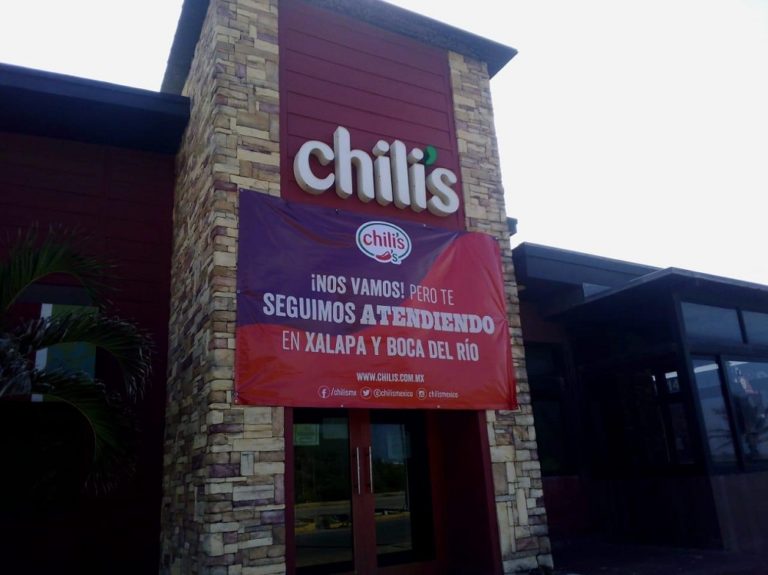 chili's
chili's
's
¡NOS VAMOS! PERO TE
SEGUIMOS ATENDIENDO
EN XALAPA Y BOCA DEL RÍO
WWW.CHILIS.COM.MX
/chilismx @chilismexico chilismexico